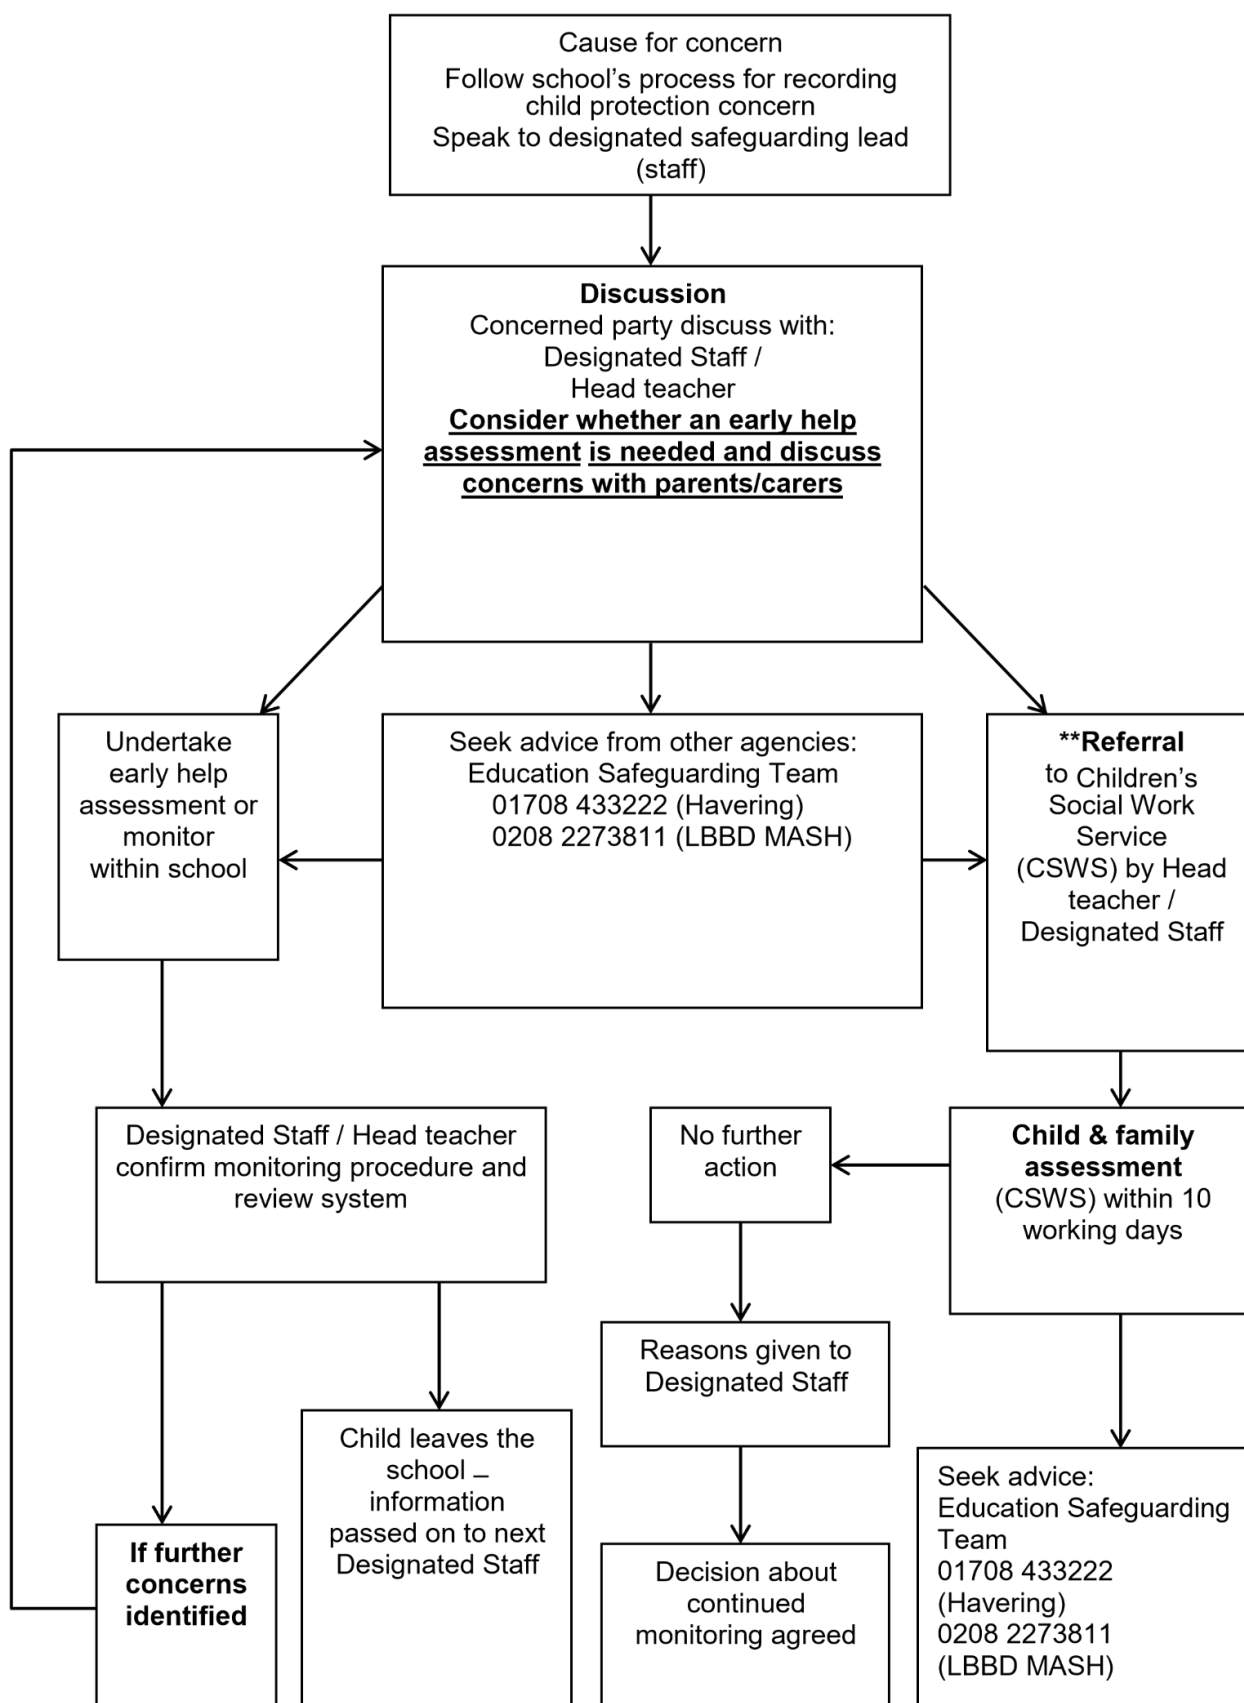 Cause for concern
Follow school’s process for recording
child protection concern
Speak to designated safeguarding lead
(staff)
Discussion
Concerned party discuss with:
Designated Staff /
Head teacher
Consider whether an early help
assessment is needed and discuss
concerns with parents/carers
Undertake
early help
assessment or
monitor
within school
Seek advice from other agencies:
Education Safeguarding Team
01708 433222 (Havering)
0208 2273811 (LBBD MASH)
**Referral
to Children’s
Social Work
Service
(CSWS) by Head
teacher /
Designated Staff
Designated Staff / Head teacher
confirm monitoring procedure and
review system
No further
action
Child & family
assessment
(CSWS) within 10
working days
Reasons given to
Designated Staff
Child leaves the
school –
information
passed on to next
Designated Staff
If further
concerns
identified
Decision about
continued
monitoring agreed
Seek advice:
Education Safeguarding
Team
01708 433222
(Havering)
0208 2273811
(LBBD MASH)